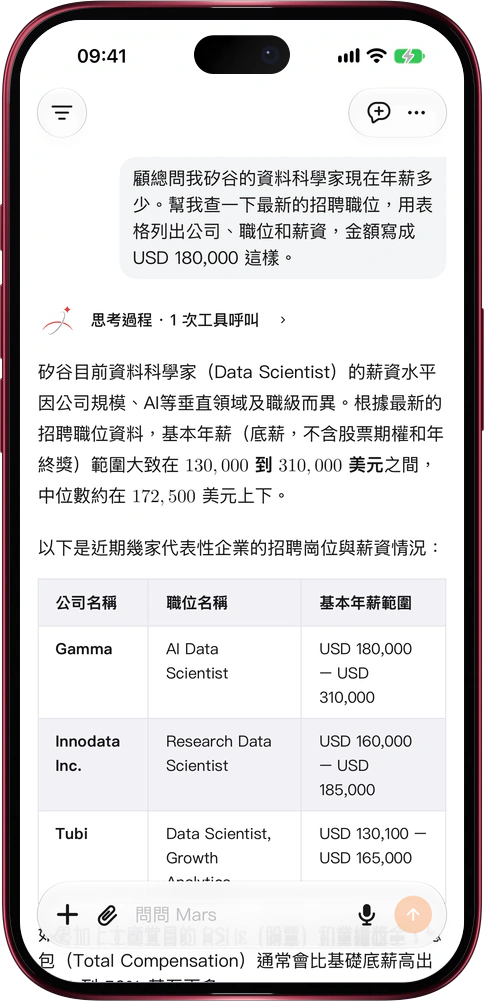 09:41
顧總問我矽谷的資料科學家現在年薪多
少。幫我查一下最新的招聘職位，用表
格列出公司、職位和薪資，金額寫成
USD 180,000 這樣。
思考過程 · 1 次工具呼叫 ›
矽谷目前資料科學家（Data Scientist）的薪資水平
因公司規模、AI等垂直領域及職級而異。根據最新的
招聘職位資料，基本年薪（底薪，不含股票期權和年
終獎）範圍大致在 130,000 到 310,000 美元之間，
中位數約在 172,500 美元上下。
以下是近期幾家代表性企業的招聘崗位與薪資情況：
公司名稱 職位名稱 基本年薪範圍
Gamma AI Data USD 180,000
Scientist — USD
310,000
Innodata Research Data USD 160,000
Inc. Scientist — USD
185,000
Tubi Data Scientist, USD 130,100 —
Growth USD 165,000
Analytics
問問 Mars
包（Total Compensation）通常會比基礎底薪高出